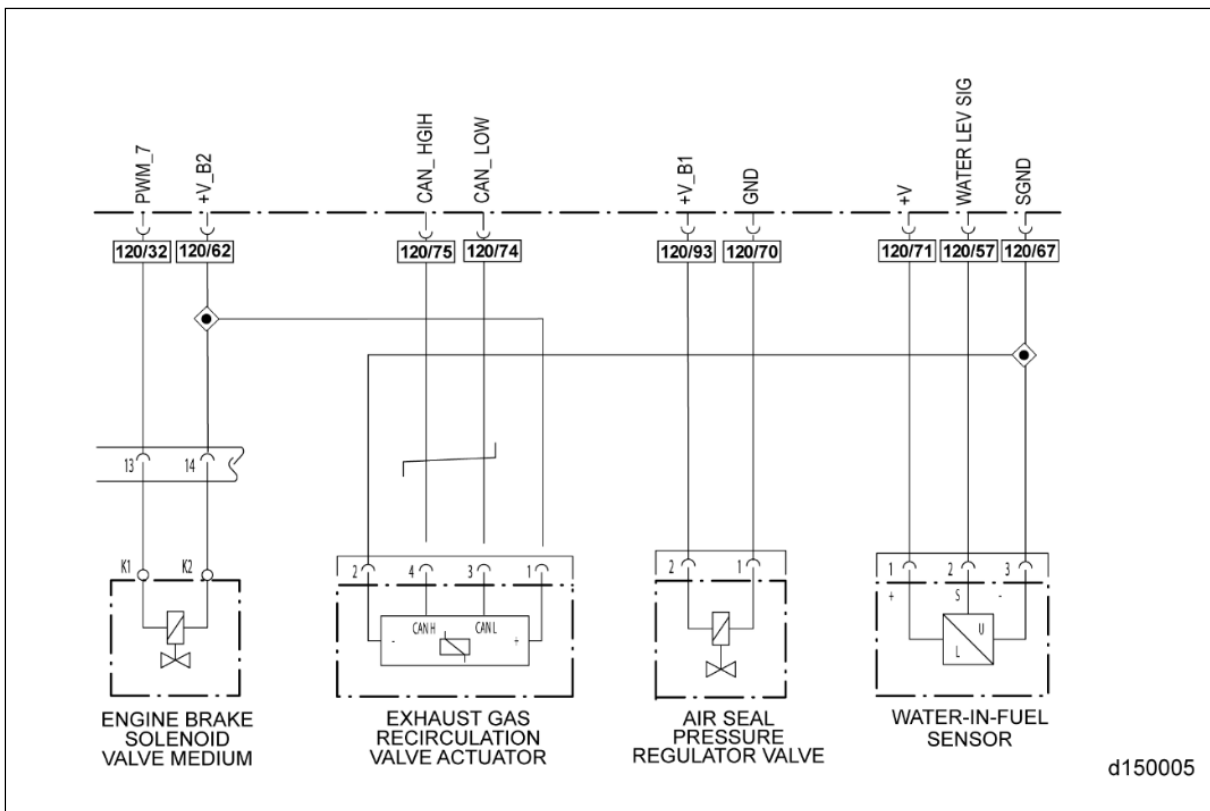 PWM_7
+V_B2
CAN_HGIH
CAN_LOW
+V_B1
GND
+V
WATER LEV SIG
SGND
120/32 120/62 120/75 120/74 120/93 120/70 120/71 120/57 120/67
13 14
K1 K2 2 4 3 1 2 1 1 2 3
+ S -
- CAN H CAN L +
U
L
ENGINE BRAKE
SOLENOID
VALVE MEDIUM
EXHAUST GAS
RECIRCULATION
VALVE ACTUATOR
AIR SEAL
PRESSURE
REGULATOR VALVE
WATER-IN-FUEL
SENSOR
d150005